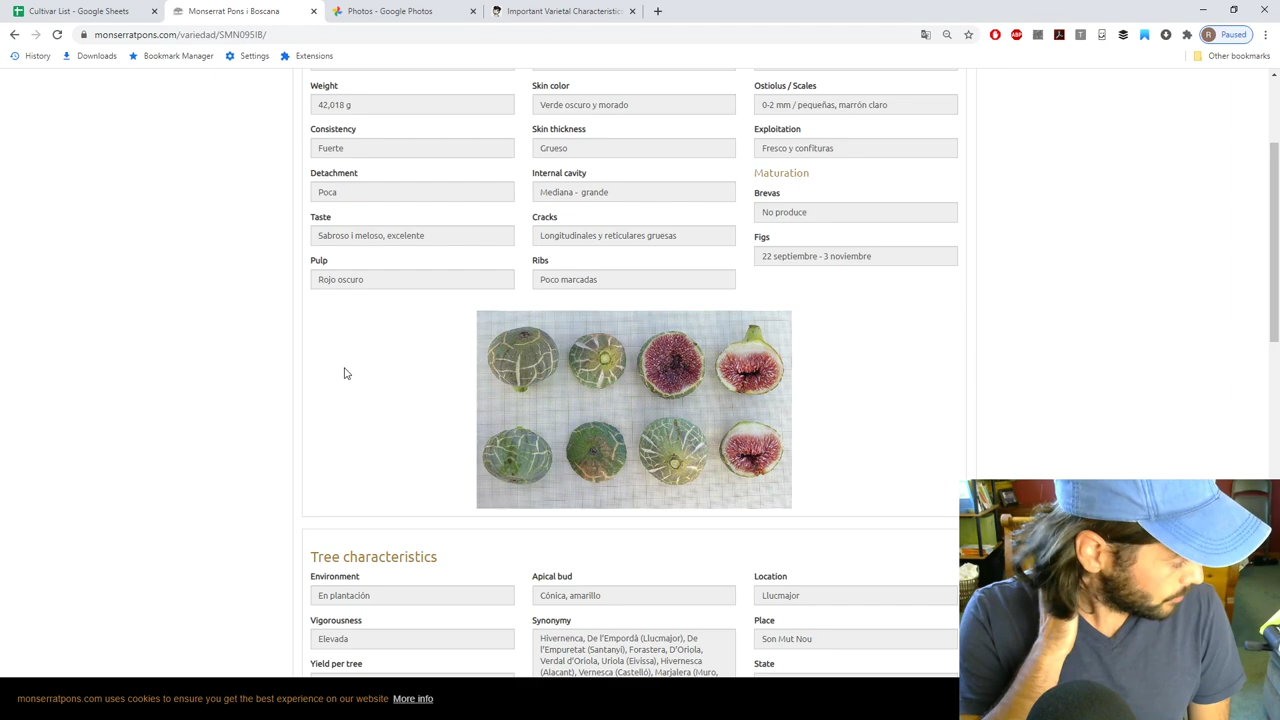 Cultivar List - Google Sheets
Monserrat Pons i Boscana
Photos - Google Photos
Important Varietal Characteristics
monserratpons.com/variedad/SMN095IB/
ABP
R Paused
History Downloads Bookmark Manager Settings Extensions Other bookmarks
Weight Skin color Ostiolus / Scales
42,018 g Verde oscuro y morado 0-2 mm / pequeñas, marrón claro
Consistency Skin thickness Exploitation
Fuerte Grueso Fresco y confituras
Detachment Internal cavity Maturation
Poca Mediana - grande Brevas
No produce
Taste Cracks Figs
Sabroso i meloso, excelente Longitudinales y reticulares gruesas 22 septiembre - 3 noviembre
Pulp Ribs
Rojo oscuro Poco marcadas
Tree characteristics
Environment Apical bud Location
En plantación Cónica, amarillo Llucmajor
Vigorousness Synonymy Place
Elevada Hivernenca, De l'Empordà (Llucmajor), De Son Mut Nou
l'Empuretat (Santanyí), Forastera, D'Oriola,
Yield per tree Verdal d'Oriola, Uriola (Eivissa), Hivernesca State
(Alacant), Vernesca (Castelló), Marjalera (Muro,
monserratpons.com uses cookies to ensure you get the best experience on our website More info